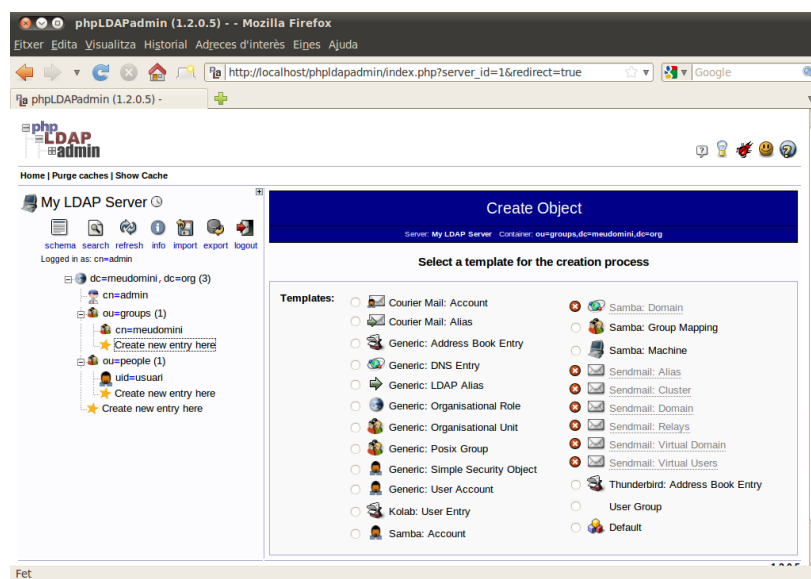 phpLDAPadmin (1.2.0.5) - - Mozilla Firefox
Fitxer Edita Visualitza Historial Adreces d'interès Eines Ajuda
http://localhost/phpldapadmin/index.php?server_id=1&redirect=true
Google
phpLDAPadmin (1.2.0.5) -
php
LDAP
admin
Home | Purge caches | Show Cache
My LDAP Server
schema search refresh info import export logout
Logged in as: cn=admin
dc=meudomini, dc=org (3)
cn=admin
ou=groups (1)
cn=meudomini
Create new entry here
ou=people (1)
uid=usuari
Create new entry here
Create new entry here
Create Object
Server: My LDAP Server Container: ou=groups,dc=meudomini,dc=org
Select a template for the creation process
Templates:
Courier Mail: Account
Courier Mail: Alias
Generic: Address Book Entry
Generic: DNS Entry
Generic: LDAP Alias
Generic: Organisational Role
Generic: Organisational Unit
Generic: Posix Group
Generic: Simple Security Object
Generic: User Account
Kolab: User Entry
Samba: Account
Samba: Domain
Samba: Group Mapping
Samba: Machine
Sendmail: Alias
Sendmail: Cluster
Sendmail: Domain
Sendmail: Relays
Sendmail: Virtual Domain
Sendmail: Virtual Users
Thunderbird: Address Book Entry
User Group
Default
Fet